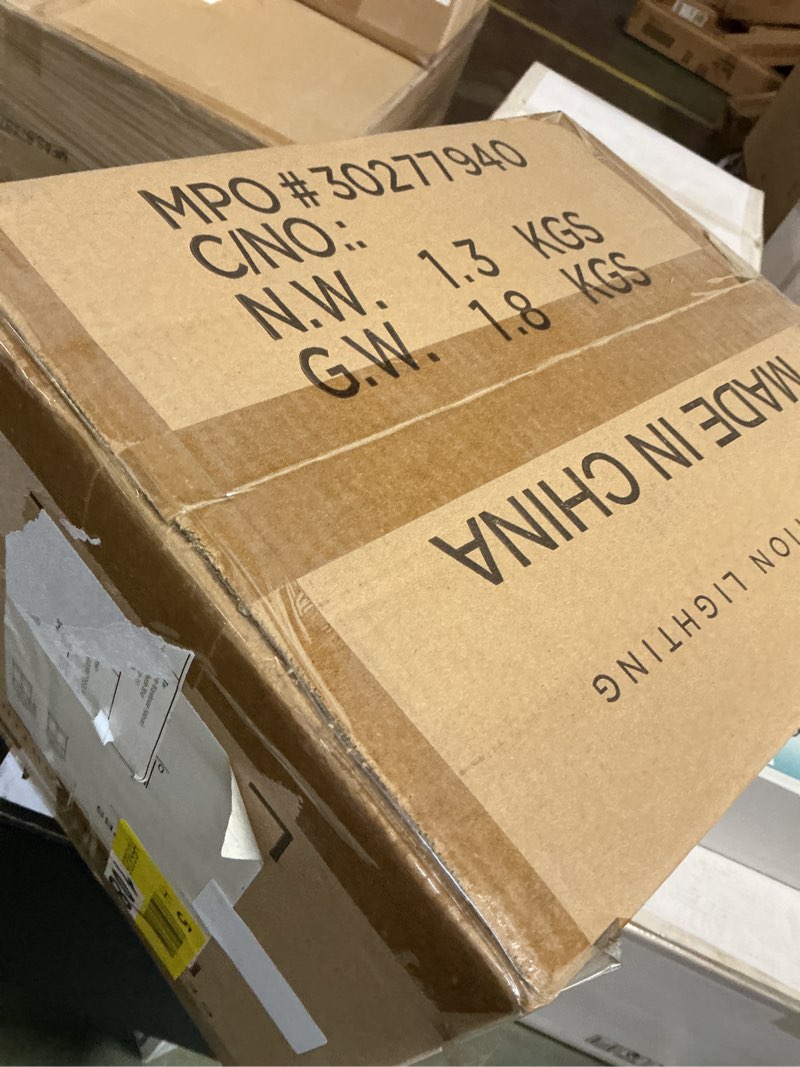 MPO # 30277940
C/NO.:
N.W. 1.3 KGS
G.W. 1.8 KGS
MADE IN CHINA
LIGHTING